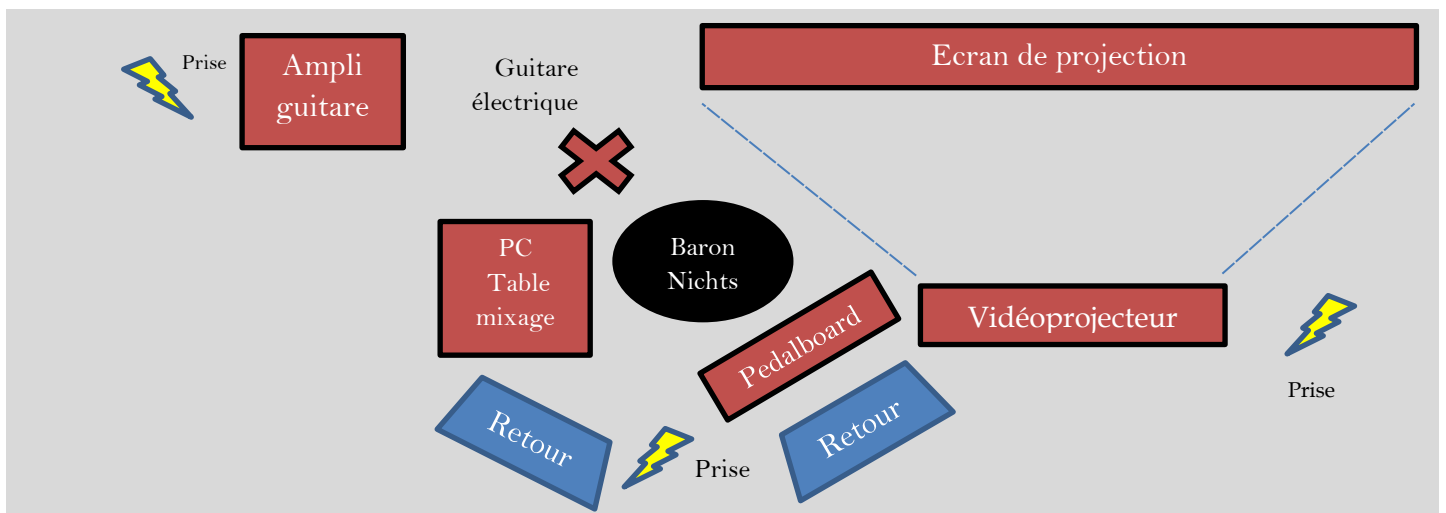 Prise
Ampli
guitare
Guitare
électrique
Ecran de projection
PC
Table
mixage
Baron
Nichts
Pedalboard
Vidéoprojecteur
Prise
Retour
Prise
Retour